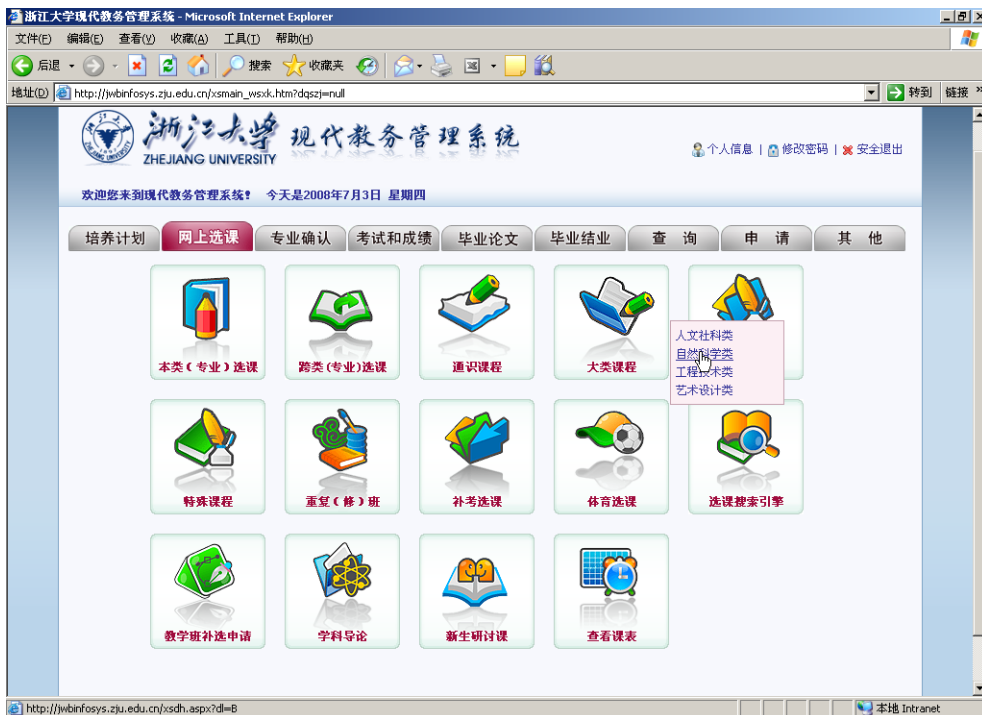 浙江大学现代教务管理系统 - Microsoft Internet Explorer
文件(F) 编辑(E) 查看(V) 收藏(A) 工具(T) 帮助(H)
后退 搜索 收藏夹
地址(D) http://jwbinfosys.zju.edu.cn/xsmain_wsxk.htm?dqszj=null 转到 链接 »
浙江大学 现代教务管理系统
ZHEJIANG UNIVERSITY
个人信息 | 修改密码 | 安全退出
欢迎您来到现代教务管理系统! 今天是2008年7月3日 星期四
培养计划 网上选课 专业确认 考试和成绩 毕业论文 毕业结业 查 询 申 请 其 他
本类(专业)选课 跨类(专业)选课 通识课程 大类课程
人文社科类
自然科学类
工程技术类
艺术设计类
特殊课程 重复(修)班 补考选课 体育选课 选课搜索引擎
教学班补选申请 学科导论 新生研讨课 查看课表
http://jwbinfosys.zju.edu.cn/xsdh.aspx?dl=B 本地 Intranet